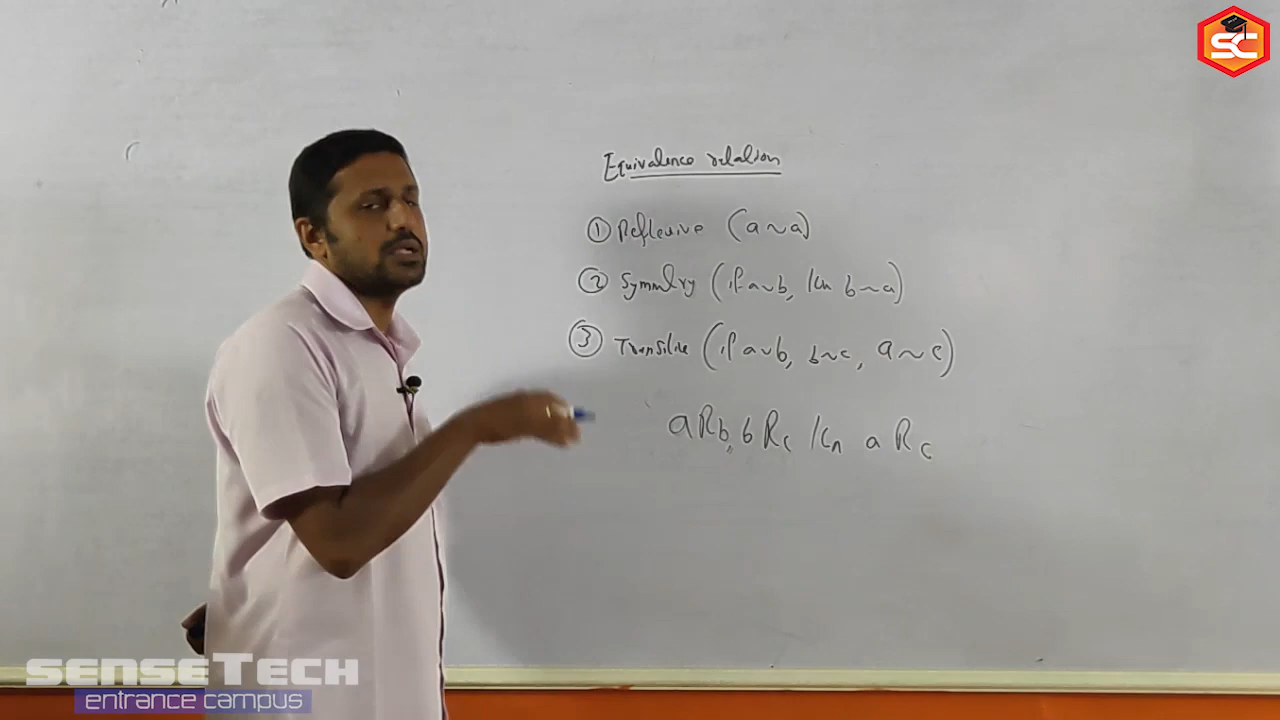 SC
Equivalence relation
① Reflexive (a~a)
② Symmetry (if a~b, then b~a)
③ Transitive (if a~b, b~c, a~c)
aRb, bRc then aRc
SENSETECH
entrance campus